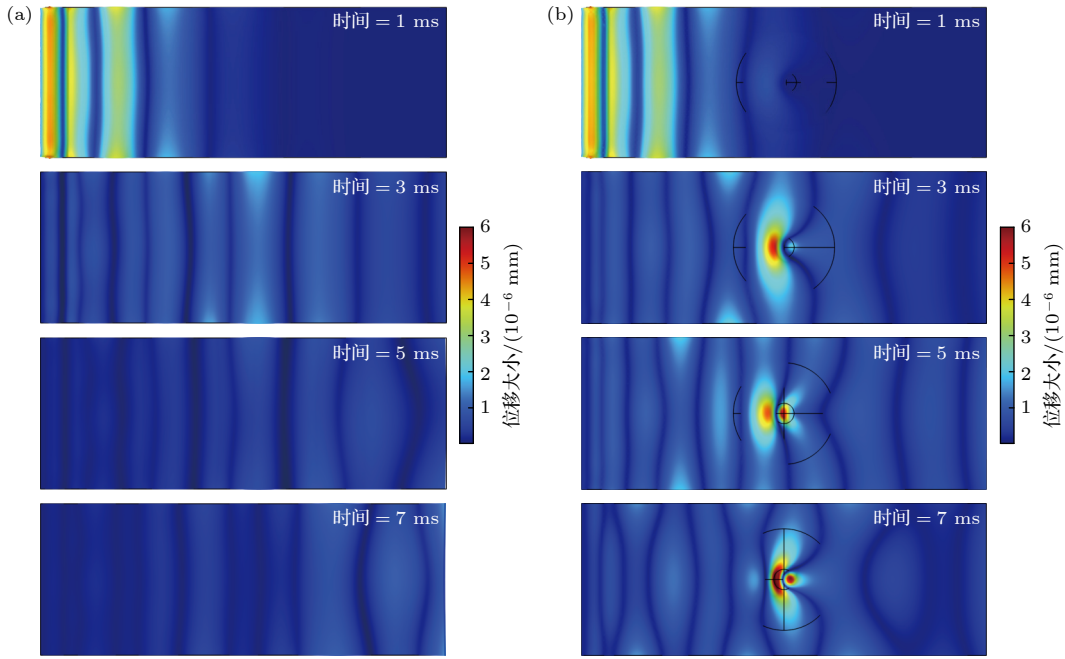 (a)
时间 = 1 ms
时间 = 3 ms
时间 = 5 ms
时间 = 7 ms
6
5
4
3
2
1
位移大小/(10⁻⁶ mm)
(b)
时间 = 1 ms
时间 = 3 ms
时间 = 5 ms
时间 = 7 ms
6
5
4
3
2
1
位移大小/(10⁻⁶ mm)